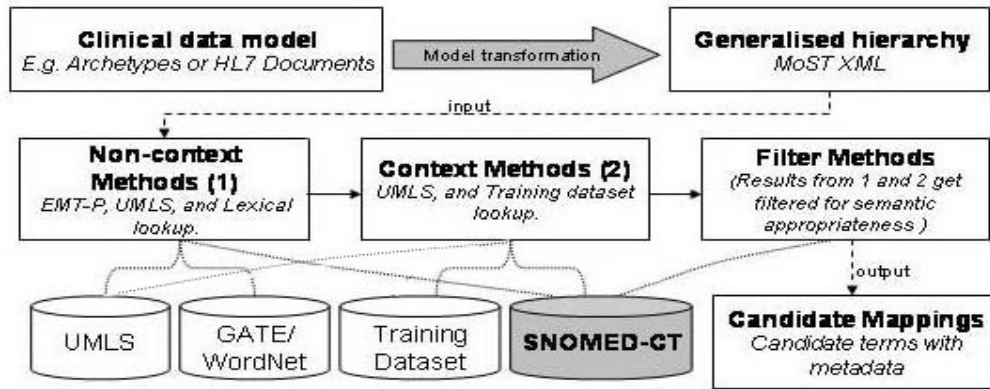 Clinical data model
E.g. Archetypes or HL7 Documents
Model transformation
Generalised hierarchy
MoST XML
input
Non-context
Methods (1)
EMT-P, UMLS, and Lexical
lookup.
Context Methods (2)
UMLS, and Training dataset
lookup.
Filter Methods
(Results from 1 and 2 get
filtered for semantic
appropriateness )
output
UMLS
GATE/
WordNet
Training
Dataset
SNOMED-CT
Candidate Mappings
Candidate terms with
metadata